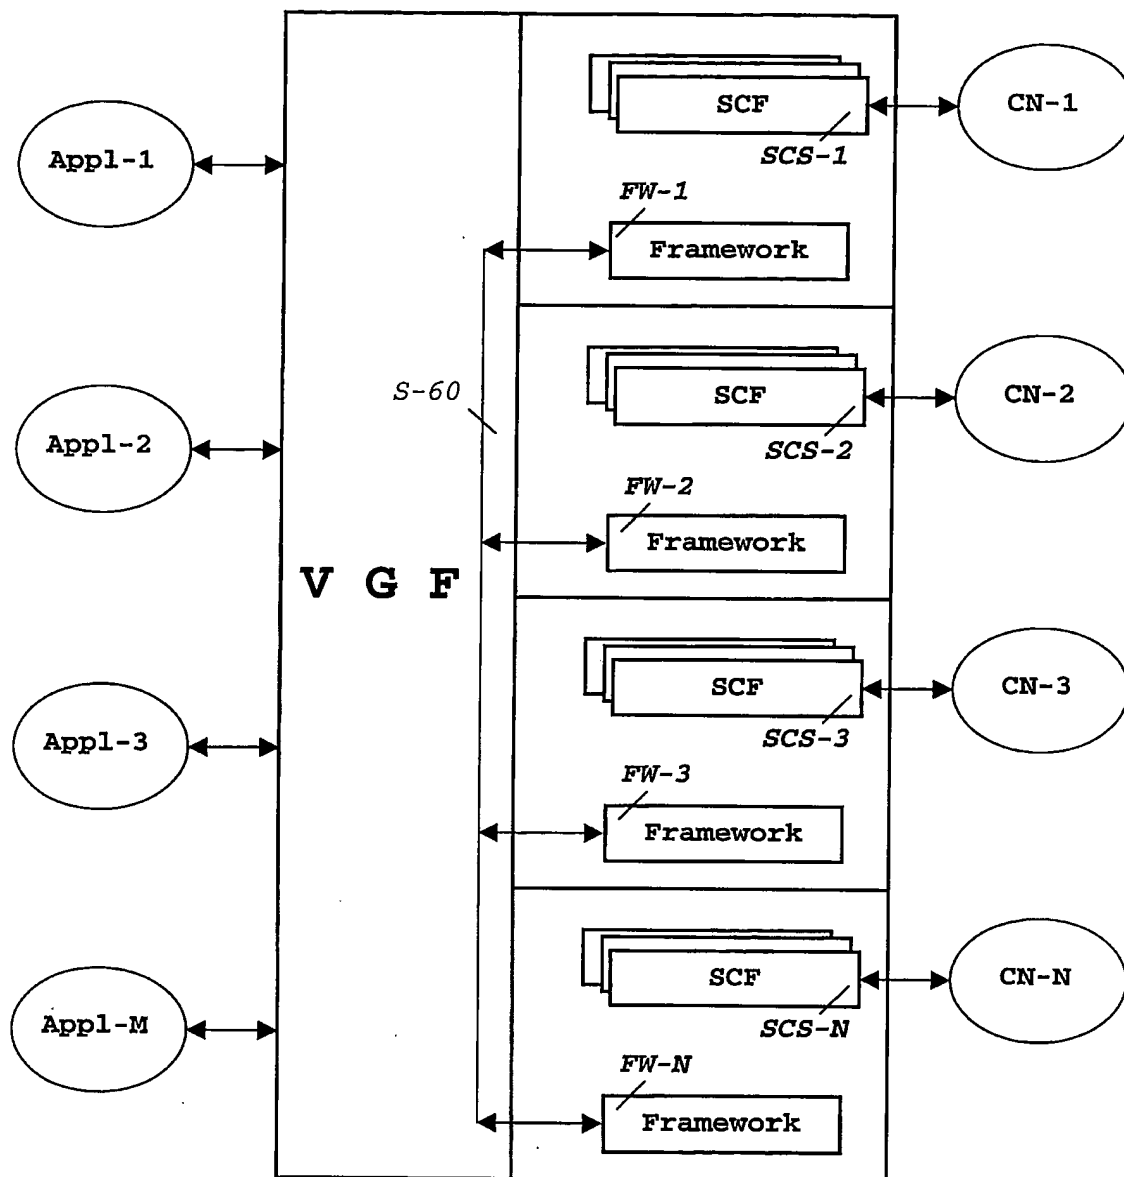 SCF
CN-1
SCS-1
Appl-1
FW-1
Framework
SCF
CN-2
S-60
SCS-2
Appl-2
FW-2
Framework
V G F
SCF
CN-3
SCS-3
Appl-3
FW-3
Framework
SCF
CN-N
SCS-N
Appl-M
FW-N
Framework